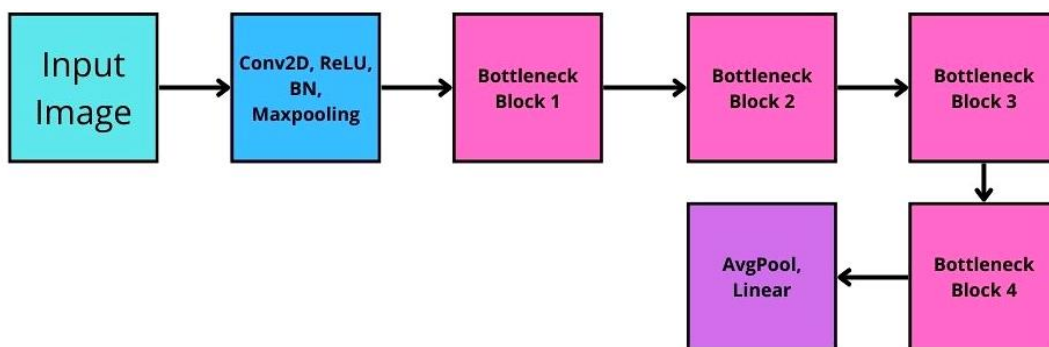 Input
Image
Conv2D, ReLU,
BN,
Maxpooling
Bottleneck
Block 1
Bottleneck
Block 2
Bottleneck
Block 3
AvgPool,
Linear
Bottleneck
Block 4